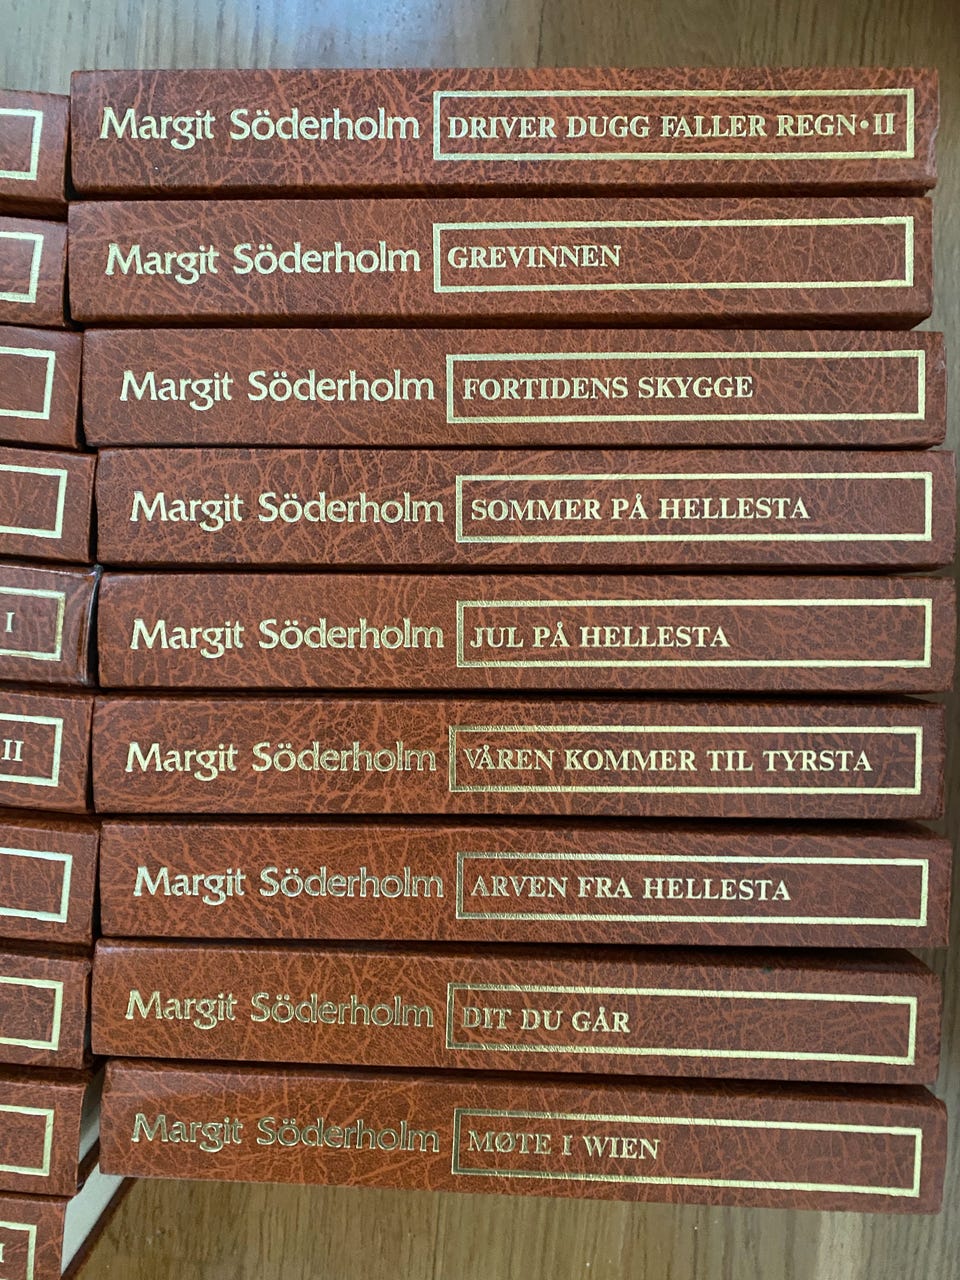 Margit Söderholm DRIVER DUGG FALLER REGN•II
Margit Söderholm GREVINNEN
Margit Söderholm FORTIDENS SKYGGE
Margit Söderholm SOMMER PÅ HELLESTA
I
Margit Söderholm JUL PÅ HELLESTA
II
Margit Söderholm VÅREN KOMMER TIL TYRSTA
Margit Söderholm ARVEN FRA HELLESTA
Margit Söderholm DIT DU GÅR
Margit Söderholm MØTE I WIEN